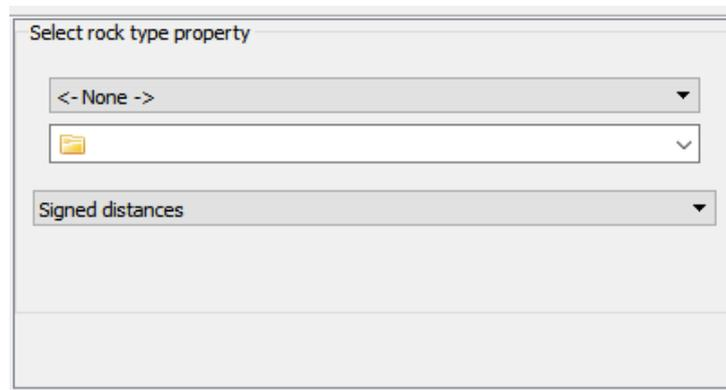 Select rock type property
<- None ->
Signed distances